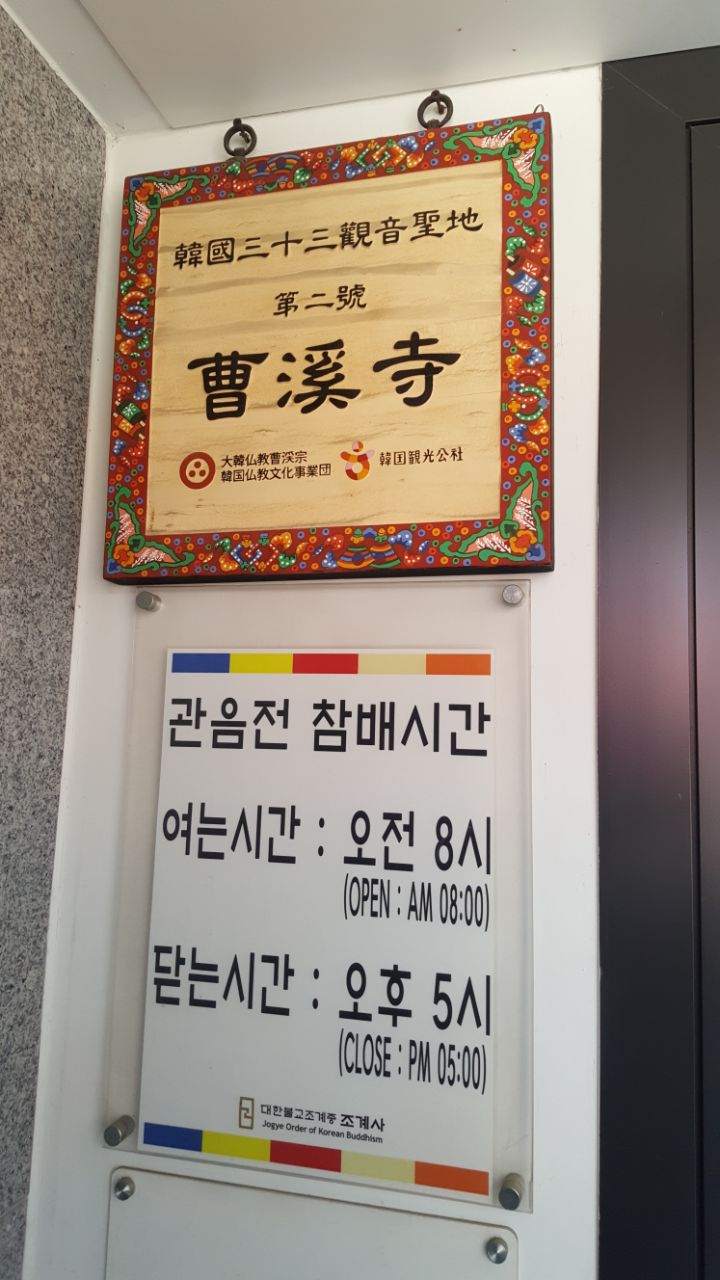 韓國三十三觀音聖地
第二號
曹溪寺
大韓仏教曹渓宗
韓国仏教文化事業団
韓国観光公社
관음전 참배시간
여는시간 : 오전 8시
(OPEN : AM 08:00)
닫는시간 : 오후 5시
(CLOSE : PM 05:00)
대한불교조계종 조계사
Jogye Order of Korean Buddhism